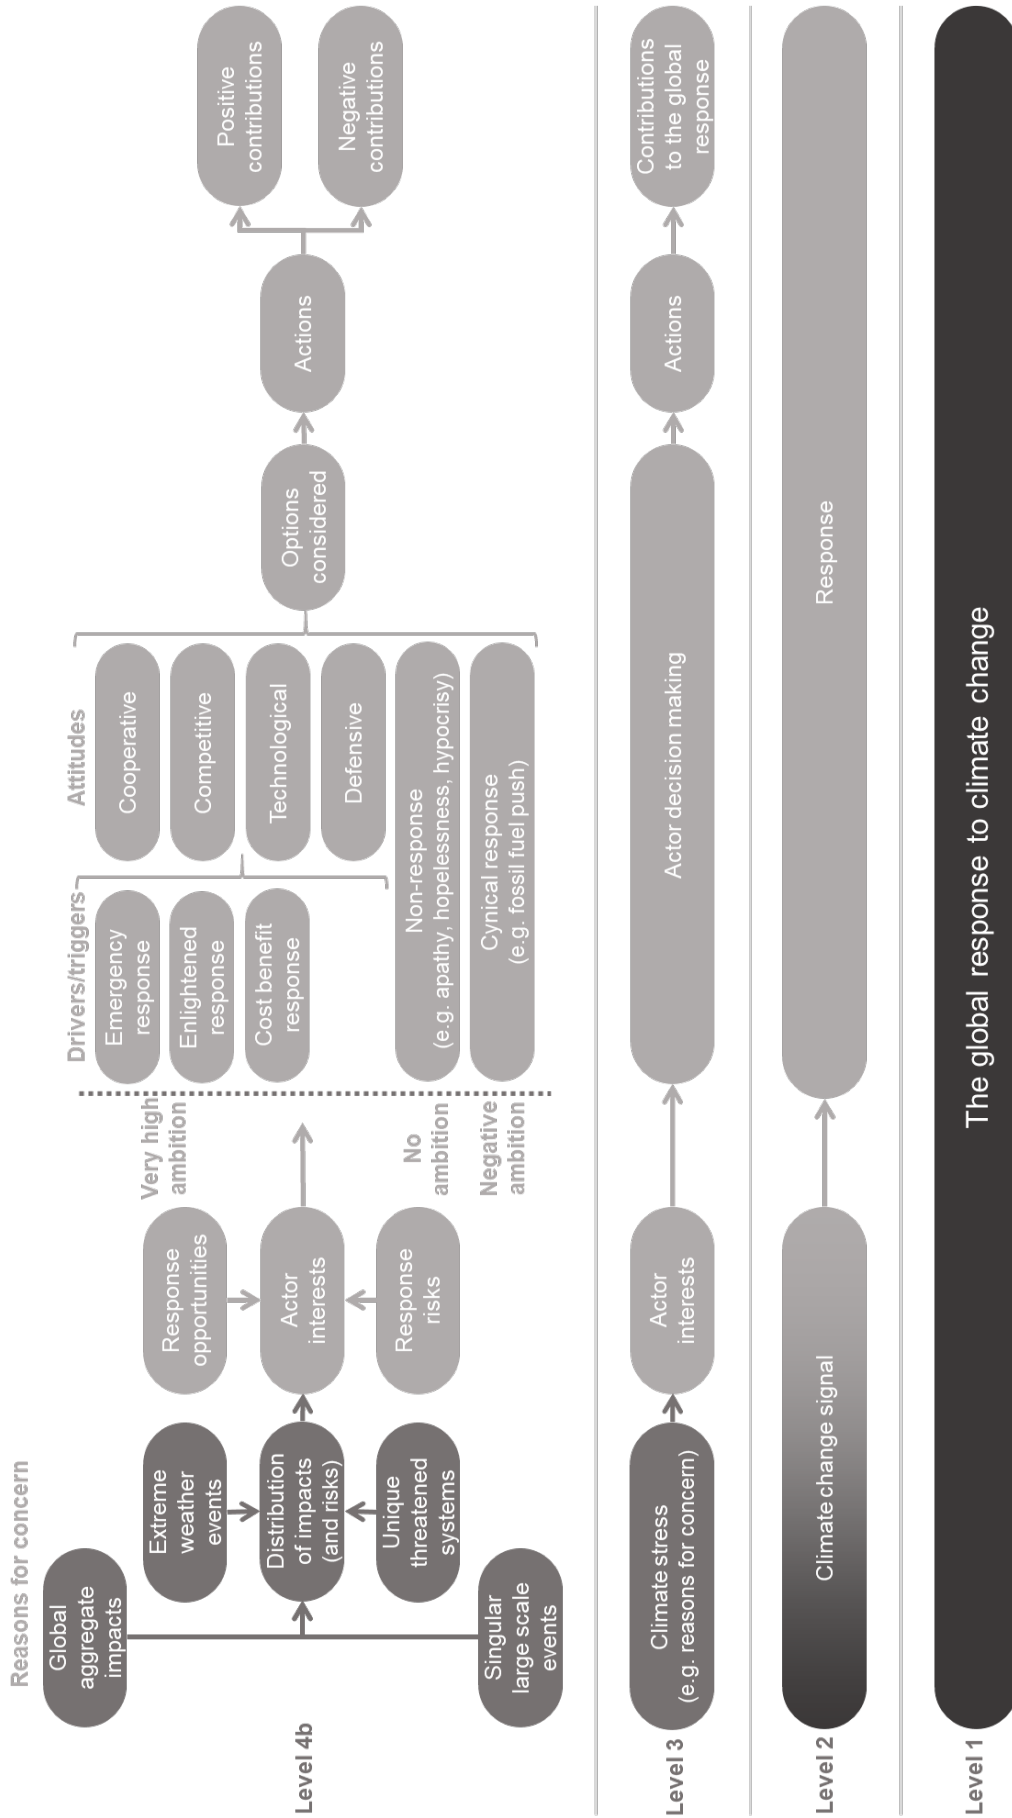 Reasons for concern
Global
aggregate
impacts
Extreme
weather
events
Distribution
of impacts
(and risks)
Unique
threatened
systems
Singular
large scale
events
Level 4b
Response
opportunities
Actor
interests
Response
risks
Very high
ambition
No
ambition
Negative
ambition
Drivers/triggers
Emergency
response
Enlightened
response
Cost benefit
response
Attitudes
Cooperative
Competitive
Technological
Defensive
Non-response
(e.g. apathy, hopelessness, hypocrisy)
Cynical response
(e.g. fossil fuel push)
Options
considered
Actions
Positive
contributions
Negative
contributions
Level 3
Climate stress
(e.g. reasons for concern)
Actor
interests
Actor decision making
Actions
Contributions
to the global
response
Level 2
Climate change signal
Response
Level 1
The global response to climate change